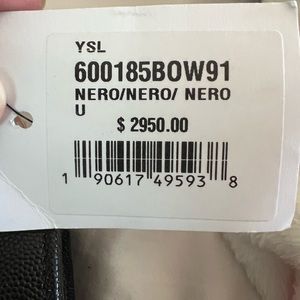 YSL
600185BOW91
NERO/NERO/ NERO
U
$ 2950.00
1 90617 49593 8